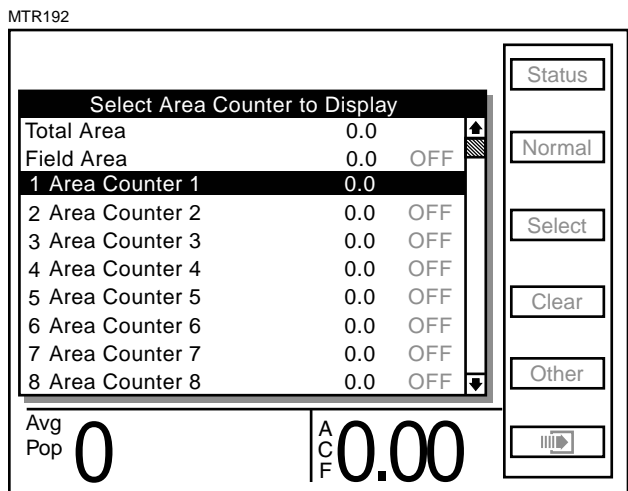 MTR192
Select Area Counter to Display
Total Area 0.0
Field Area 0.0 OFF
1 Area Counter 1 0.0
2 Area Counter 2 0.0 OFF
3 Area Counter 3 0.0 OFF
4 Area Counter 4 0.0 OFF
5 Area Counter 5 0.0 OFF
6 Area Counter 6 0.0 OFF
7 Area Counter 7 0.0 OFF
8 Area Counter 8 0.0 OFF
Avg Pop 0
ACF 0.00
Status
Normal
Select
Clear
Other